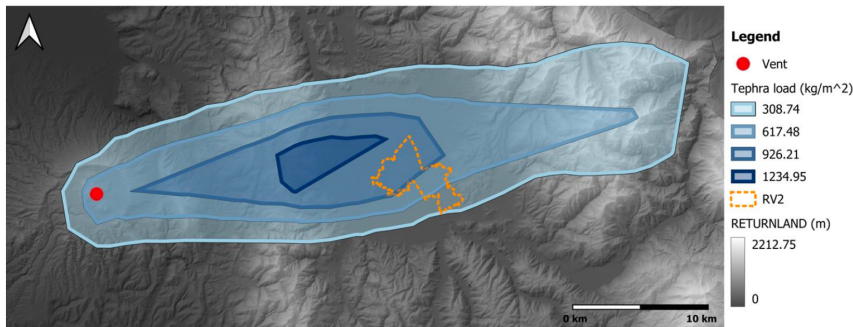 Legend
Vent
Tephra load (kg/m^2)
308.74
617.48
926.21
1234.95
RV2
RETURNLAND (m)
2212.75
0
0 km
10 km